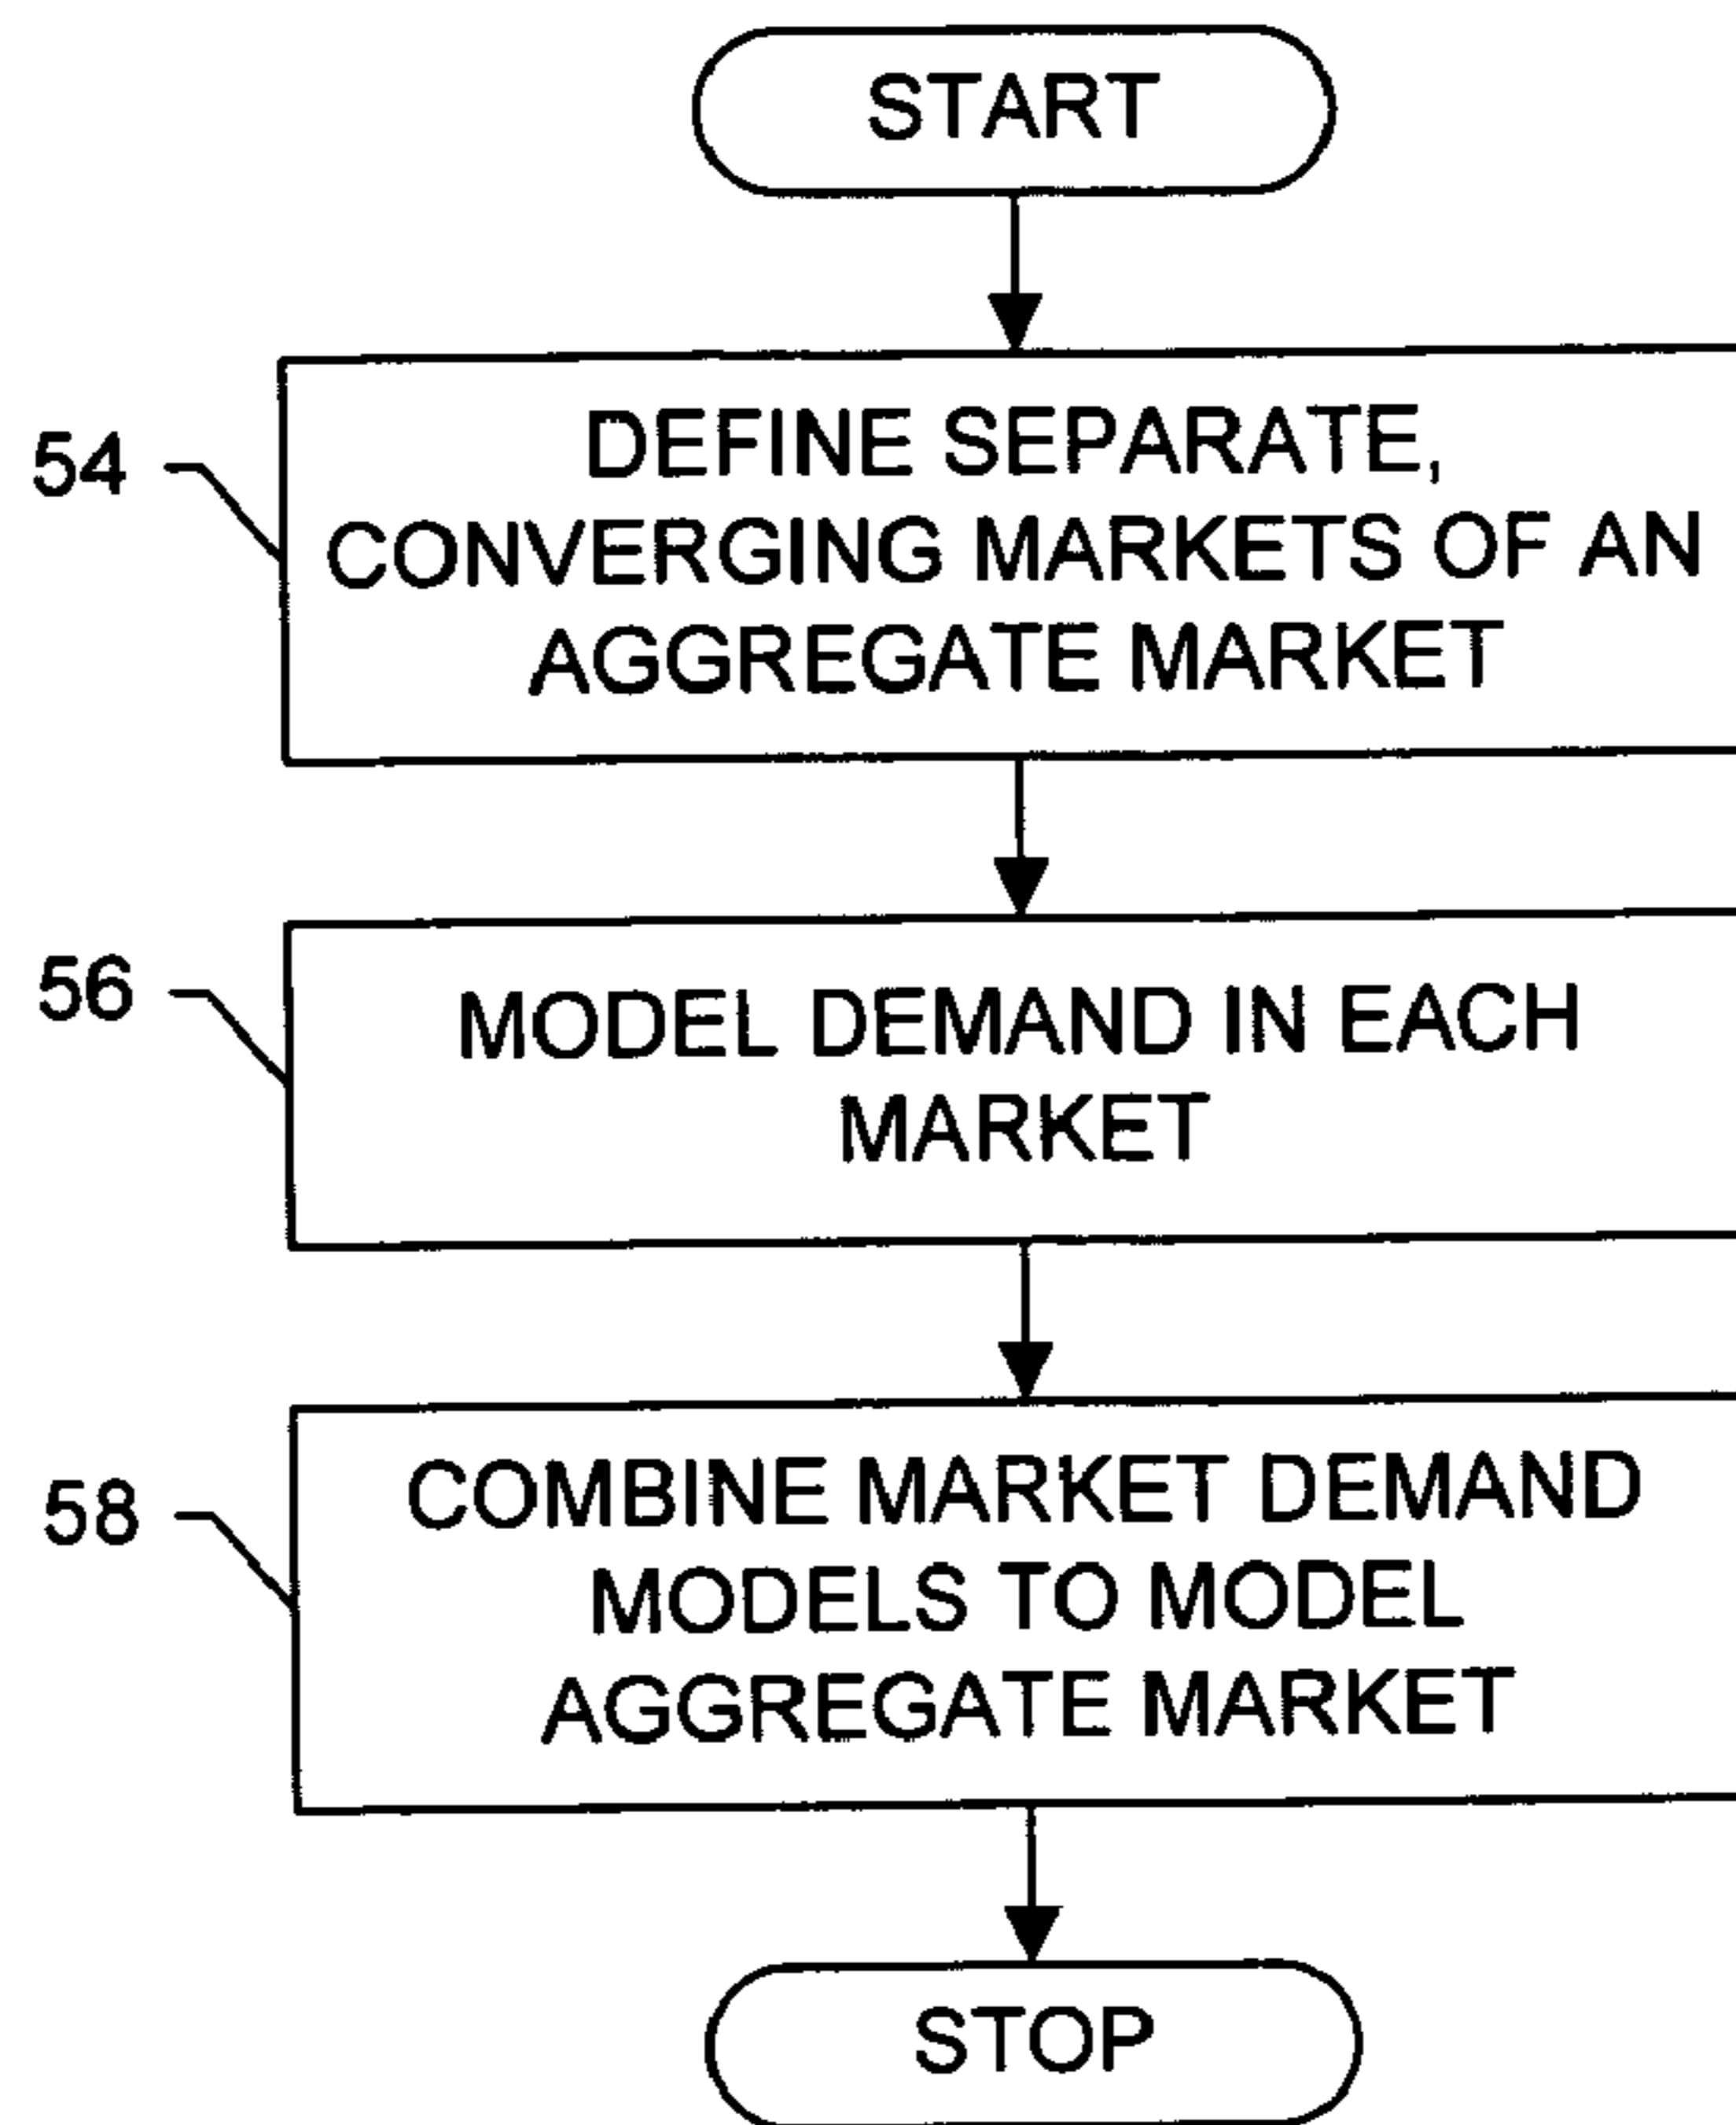 START
54
DEFINE SEPARATE,
CONVERGING MARKETS OF AN
AGGREGATE MARKET
56
MODEL DEMAND IN EACH
MARKET
58
COMBINE MARKET DEMAND
MODELS TO MODEL
AGGREGATE MARKET
STOP